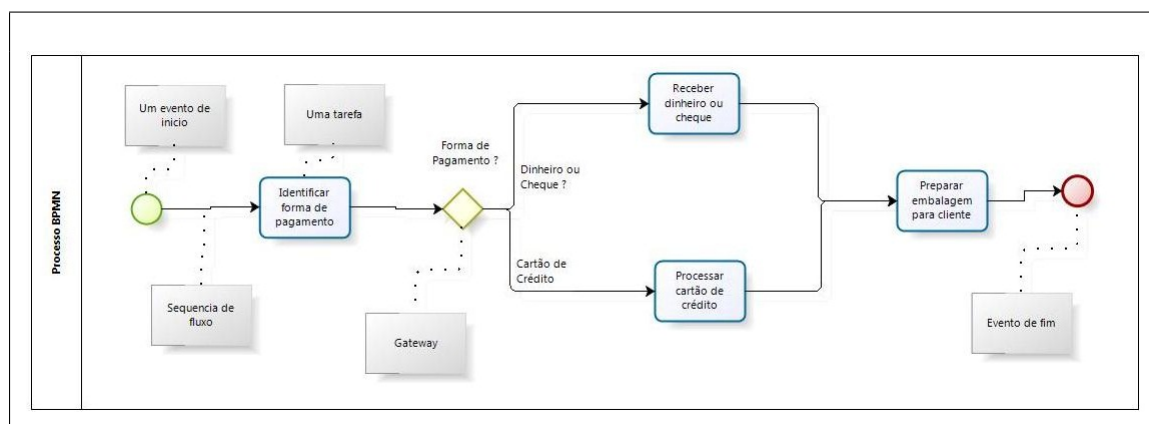 Processo BPMN
Um evento de
inicio
Uma tarefa
Identificar
forma de
pagamento
Sequencia de
fluxo
Forma de
Pagamento ?
Gateway
Dinheiro ou
Cheque ?
Cartão de
Crédito
Receber
dinheiro ou
cheque
Processar
cartão de
crédito
Preparar
embalagem
para cliente
Evento de fim